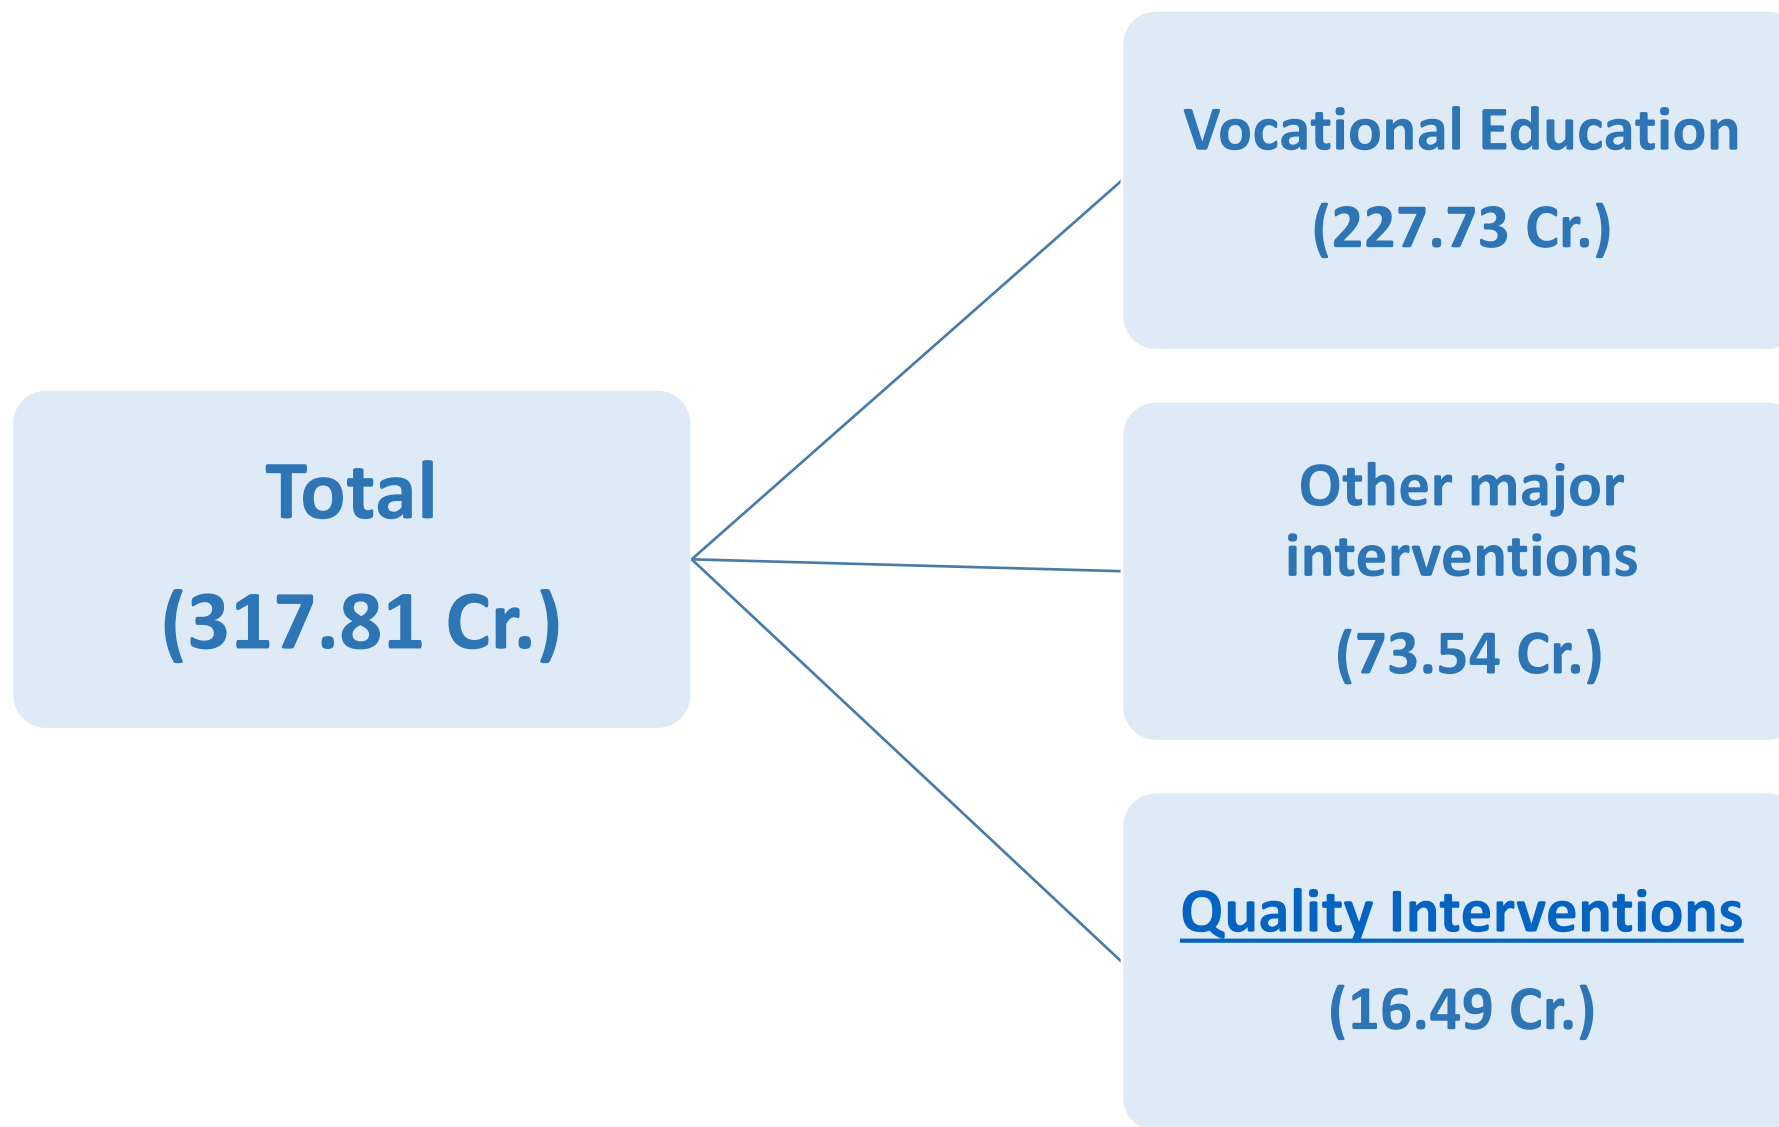 Total
(317.81 Cr.)
Vocational Education
(227.73 Cr.)
Other major
interventions
(73.54 Cr.)
Quality Interventions
(16.49 Cr.)